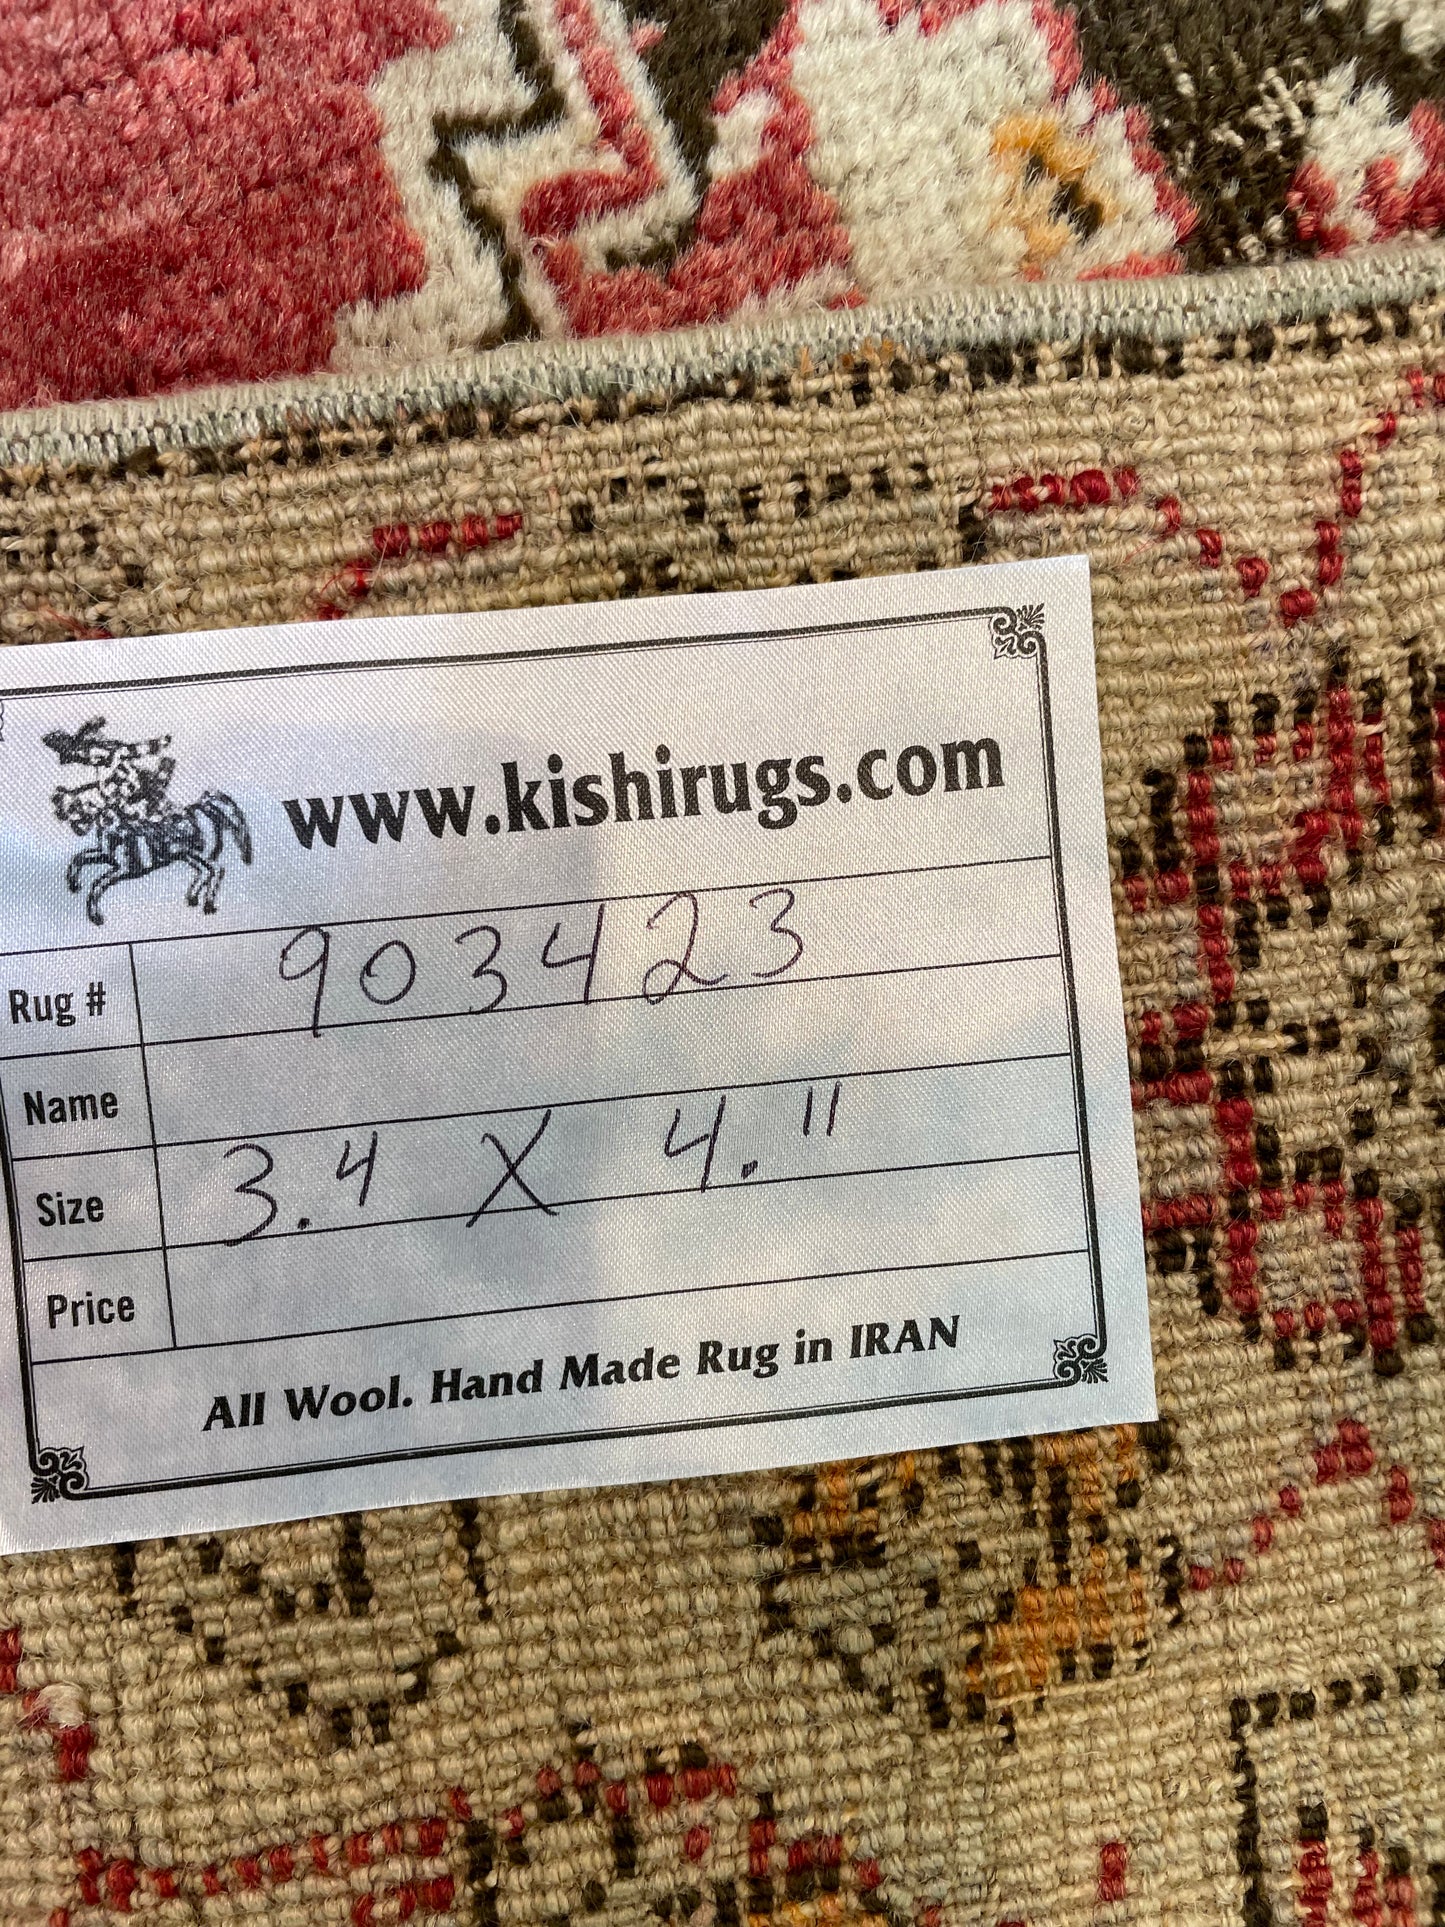 www.kishirugs.com
Rug # 903423
Name
Size 3.4 X 4."
Price
All Wool. Hand Made Rug in IRAN